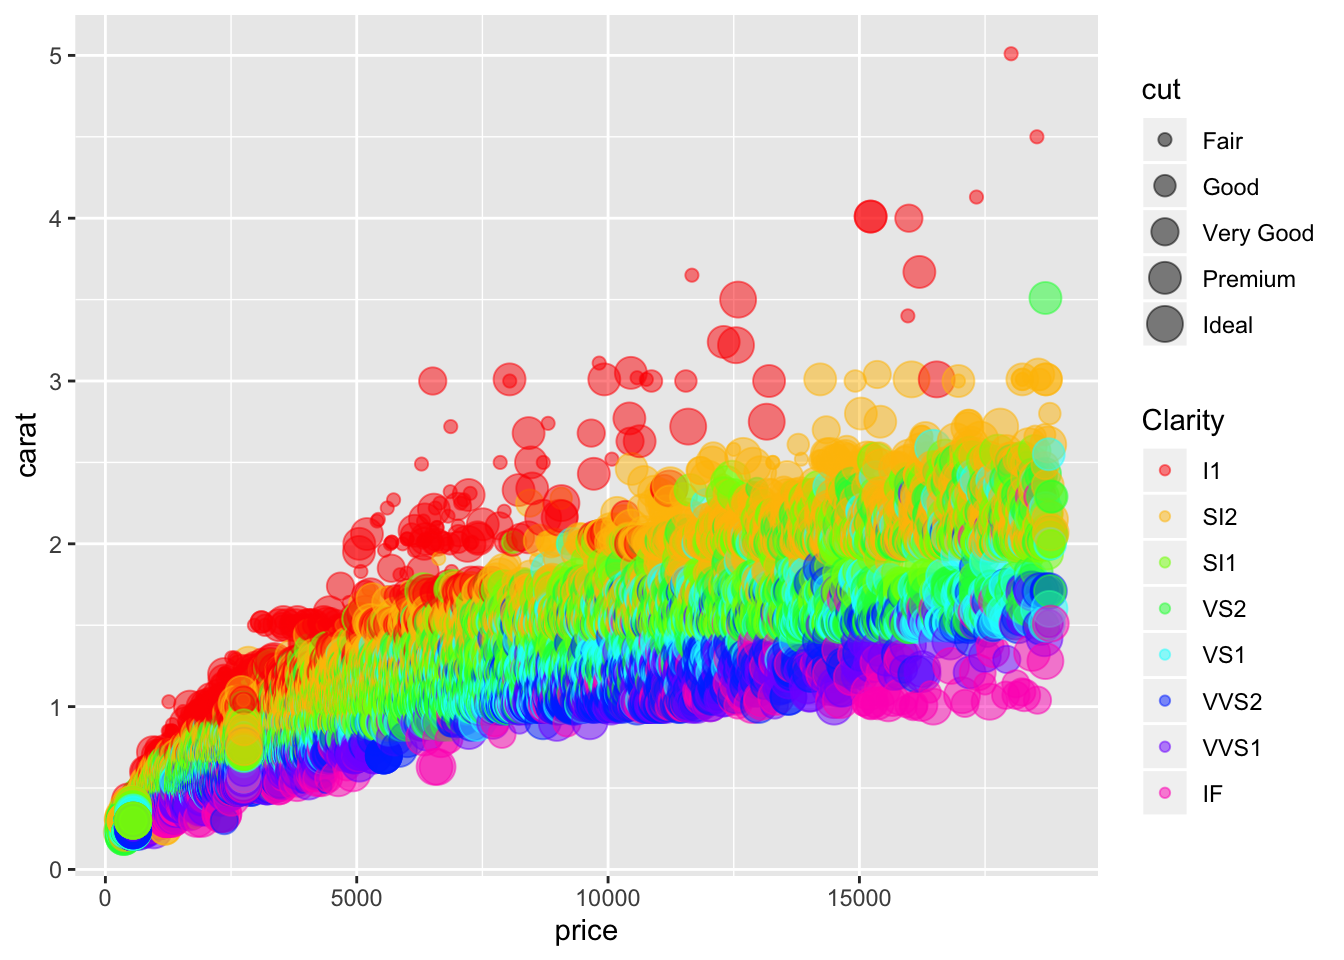 carat
5
4
3
2
1
0
0 5000 10000 15000
price
cut
Fair
Good
Very Good
Premium
Ideal
Clarity
I1
SI2
SI1
VS2
VS1
VVS2
VVS1
IF